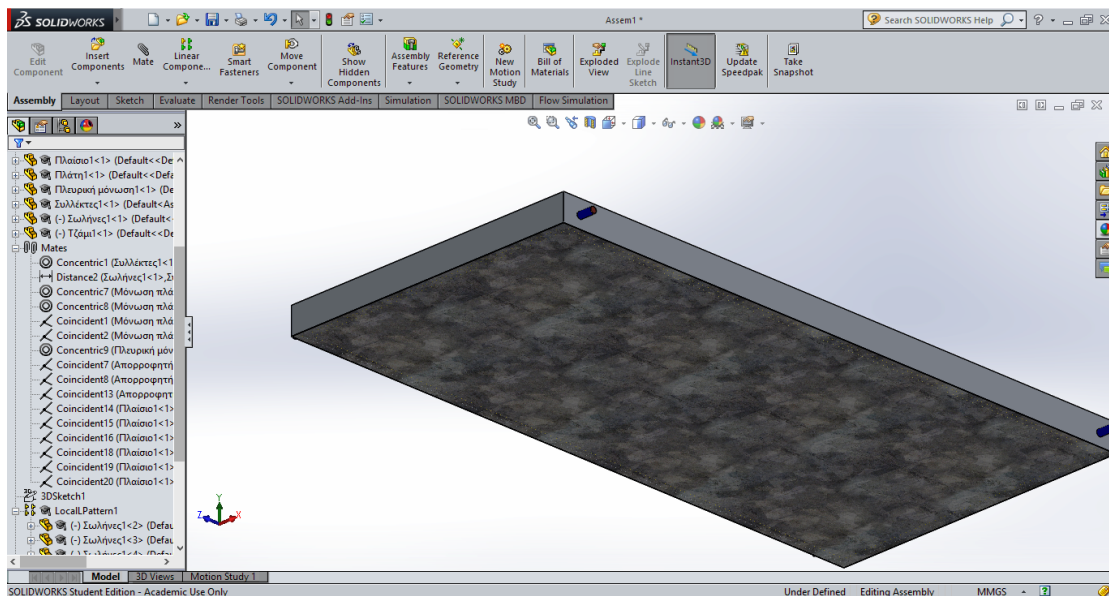 SOLIDWORKS
Assem1 *
Search SOLIDWORKS Help
Edit Component
Insert Components
Mate
Linear Compone...
Smart Fasteners
Move Component
Show Hidden Components
Assembly Features
Reference Geometry
New Motion Study
Bill of Materials
Exploded View
Explode Line Sketch
Instant3D
Update Speedpak
Take Snapshot
Assembly Layout Sketch Evaluate Render Tools SOLIDWORKS Add-Ins Simulation SOLIDWORKS MBD Flow Simulation
Πλαίσιο1<1> (Default<<De
Πλάτη1<1> (Default<<Defa
Πλευρική μόνωση1<1> (De
Συλλέκτες1<1> (Default<As
(-) Σωλήνες1<1> (Default<
(-) Τζάμι1<1> (Default<<De
Mates
Concentric1 (Συλλέκτες1<1
Distance2 (Σωλήνες1<1>,Σι
Concentric7 (Μόνωση πλά
Concentric8 (Μόνωση πλά
Coincident1 (Μόνωση πλά
Coincident2 (Μόνωση πλά
Concentric9 (Πλευρική μόν
Coincident7 (Απορροφητή
Coincident8 (Απορροφητή
Coincident13 (Απορροφητ
Coincident14 (Πλαίσιο1<1>
Coincident15 (Πλαίσιο1<1>
Coincident16 (Πλαίσιο1<1>
Coincident18 (Πλαίσιο1<1>
Coincident19 (Πλαίσιο1<1>
Coincident20 (Πλαίσιο1<1>
3DSketch1
LocalLPattern1
(-) Σωλήνες1<2> (Defau
(-) Σωλήνες1<3> (Defau
Y
Z
X
Model 3D Views Motion Study 1
SOLIDWORKS Student Edition - Academic Use Only
Under Defined Editing Assembly MMGS